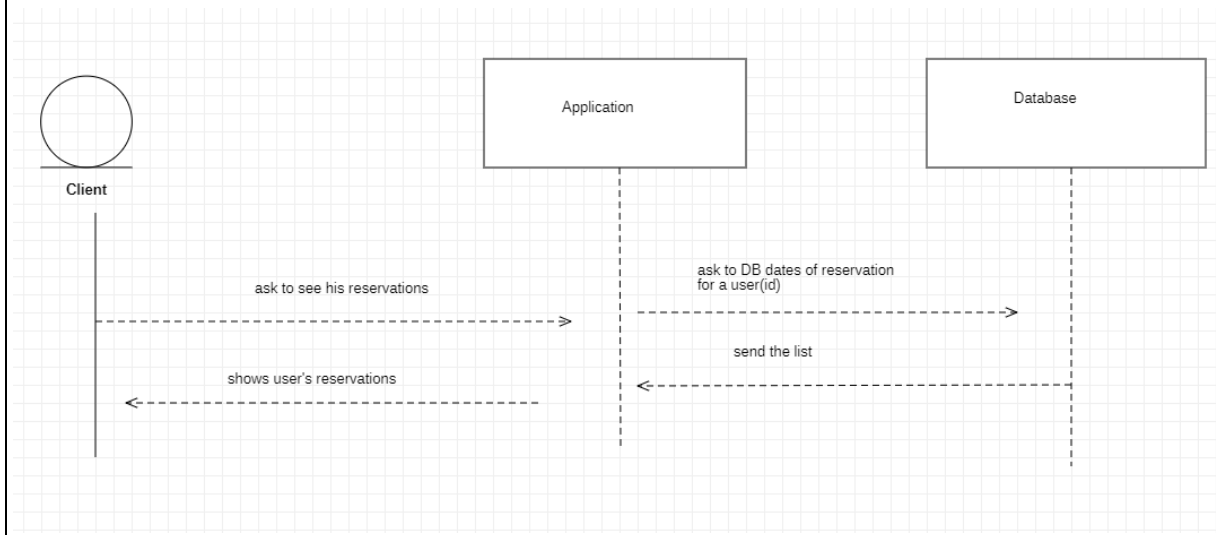 Application
Database
Client
ask to see his reservations
ask to DB dates of reservation
for a user(id)
send the list
shows user's reservations